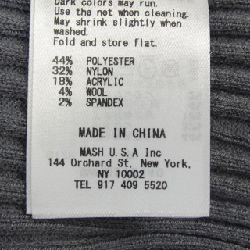 Dark colors may run.
Use the net when cleaning.
May shrink slightly when
washed.
Fold and store flat.
44% POLYESTER
32% NYLON
18% ACRYLIC
4% WOOL
2% SPANDEX
MADE IN CHINA
MASH U.S.A Inc
144 Orchard St, New York,
NY 10002
TEL 917 409 5520